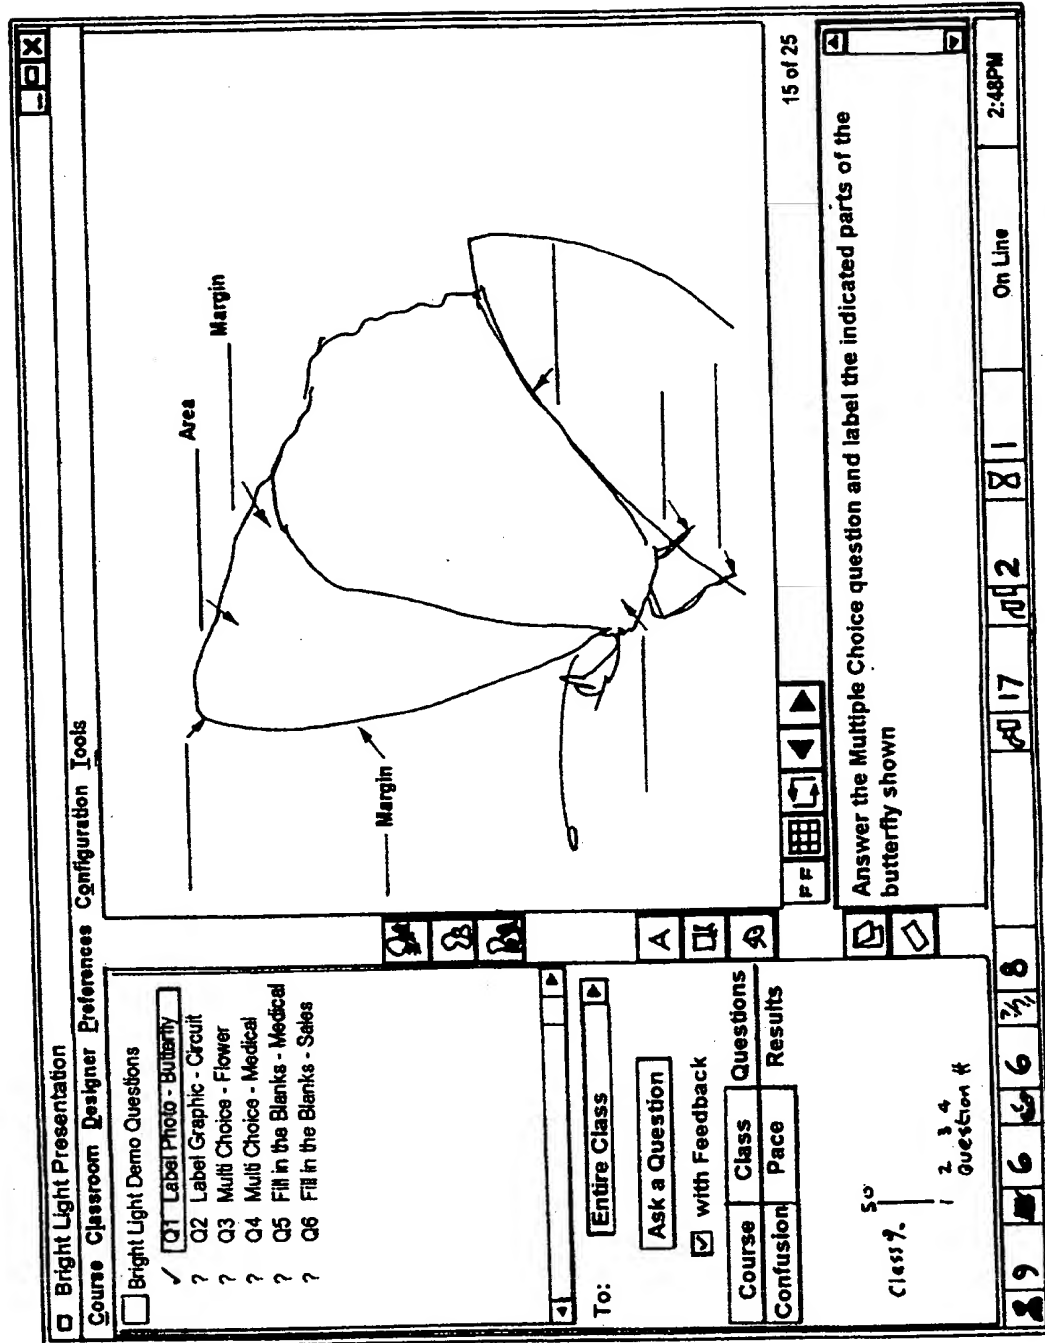 Bright Light Presentation
Course Classroom Designer Preferences Configuration Tools
Bright Light Demo Questions
✓ Q1 Label Photo - Butterfly
? Q2 Label Graphic - Circuit
? Q3 Multi Choice - Flower
? Q4 Multi Choice - Medical
? Q5 Fill in the Blanks - Medical
? Q6 Fill in the Blanks - Sales
To:
Entire Class
Ask a Question
with Feedback
Course Class Questions
Confusion Pace Results
Class %
50
1 2 3 4
Question #
Area
Margin
Margin
A
FF
15 of 25
Answer the Multiple Choice question and label the indicated parts of the
butterfly shown
9 6 6 8 17 2 1 On Line 2:48PM